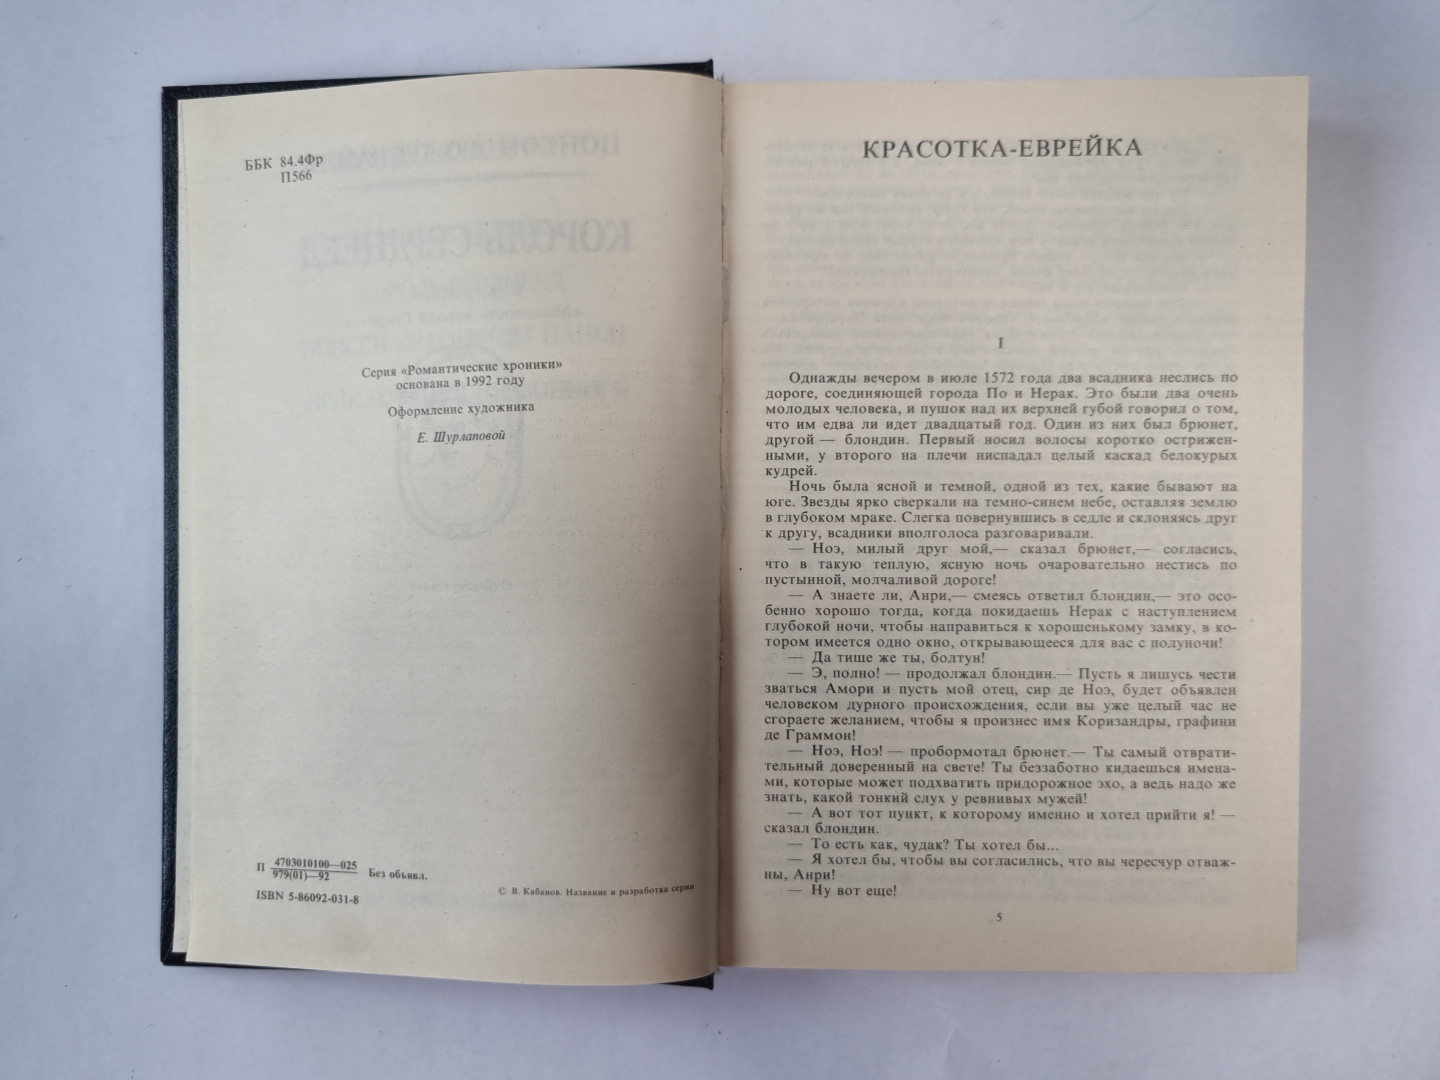 ББК 84.4Фр
П566
Серия «Романтические хроники»
основана в 1992 году
Оформление художника
Е. Шурлаповой
П 4703010100—025
979(01)—92 Без объявл.
ISBN 5-86092-031-8
© В. Кабанов. Название и разработка серии
КРАСОТКА-ЕВРЕЙКА
I
Однажды вечером в июле 1572 года два всадника неслись по
дороге, соединяющей города По и Нерак. Это были два очень
молодых человека, и пушок над их верхней губой говорил о том,
что им едва ли идет двадцатый год. Один из них был брюнет,
другой — блондин. Первый носил волосы коротко острижен-
ными, у второго на плечи ниспадал целый каскад белокурых
кудрей.
Ночь была ясной и темной, одной из тех, какие бывают на
юге. Звезды ярко сверкали на темно-синем небе, оставляя землю
в глубоком мраке. Слегка повернувшись в седле и склоняясь друг
к другу, всадники вполголоса разговаривали.
— Ноэ, милый друг мой,— сказал брюнет,— согласись,
что в такую теплую, ясную ночь очаровательно нестись по
пустынной, молчаливой дороге!
— А знаете ли, Анри,— смеясь ответил блондин,— это осо-
бенно хорошо тогда, когда покидаешь Нерак с наступлением
глубокой ночи, чтобы направиться к хорошенькому замку, в ко-
тором имеется одно окно, открывающееся для вас с полуночи!
— Да тише же ты, болтун!
— Э, полно! — продолжал блондин.— Пусть я лишусь чести
зваться Амори и пусть мой отец, сир де Ноэ, будет объявлен
человеком дурного происхождения, если вы уже целый час не
сгораете желанием, чтобы я произнес имя Коризандры, графини
де Граммон!
— Ноэ, Ноэ! — пробормотал брюнет.— Ты самый отврати-
тельный доверенный на свете! Ты беззаботно кидаешься имена-
ми, которые может подхватить придорожное эхо, а ведь надо же
знать, какой тонкий слух у ревнивых мужей!
— А вот тот пункт, к которому именно и хотел прийти я! —
сказал блондин.
— То есть как, чудак? Ты хотел бы...
— Я хотел бы, чтобы вы согласились, что вы чересчур отваж-
ны, Анри!
— Ну вот еще!
5